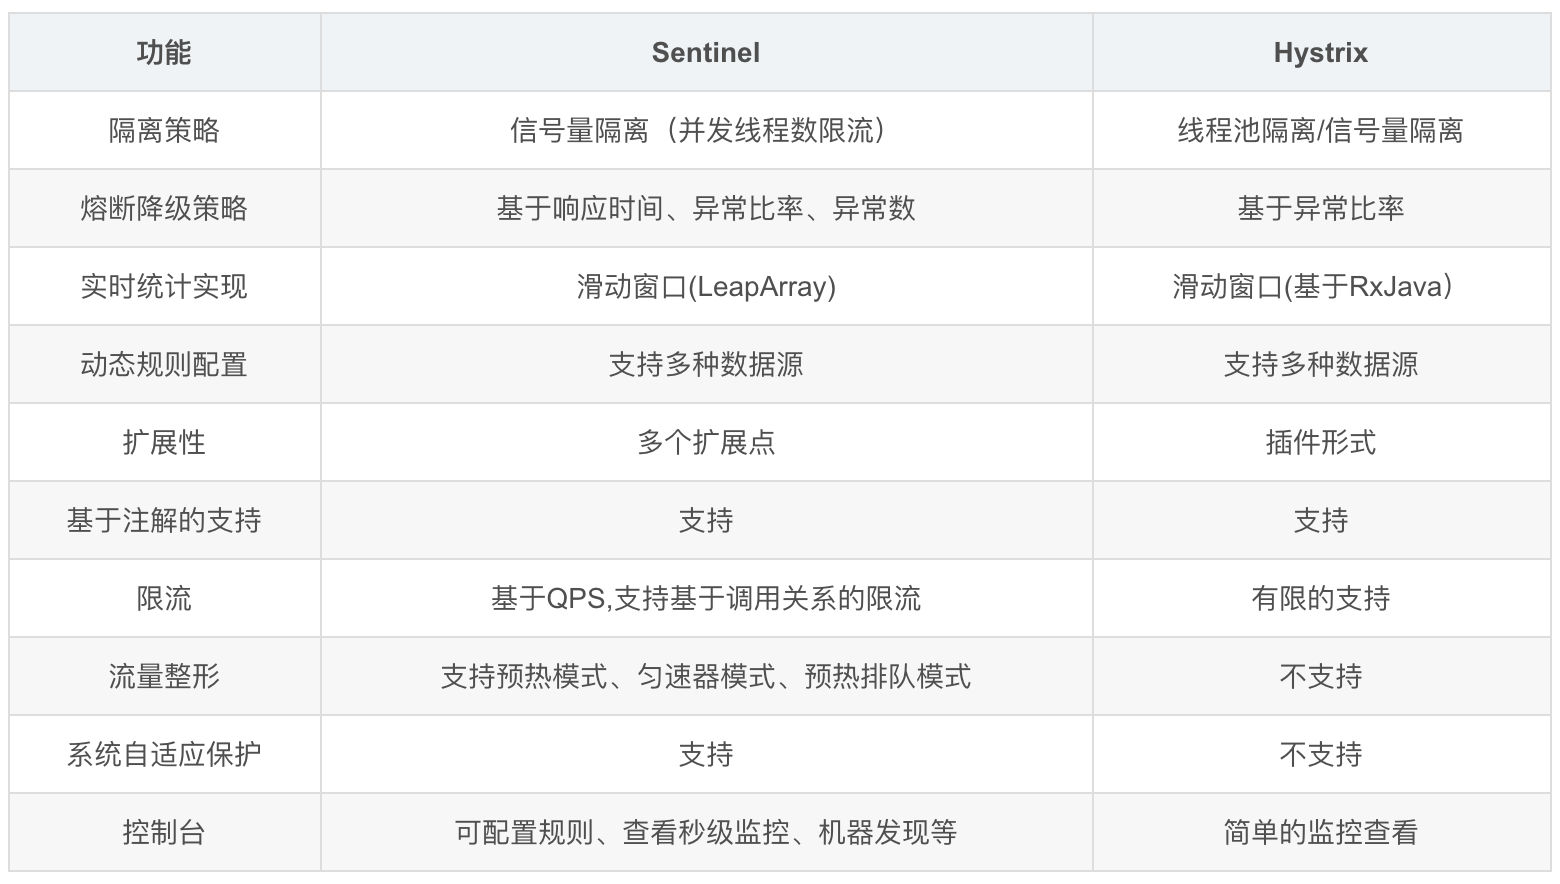 功能 Sentinel Hystrix
隔离策略 信号量隔离（并发线程数限流） 线程池隔离/信号量隔离
熔断降级策略 基于响应时间、异常比率、异常数 基于异常比率
实时统计实现 滑动窗口(LeapArray) 滑动窗口(基于RxJava）
动态规则配置 支持多种数据源 支持多种数据源
扩展性 多个扩展点 插件形式
基于注解的支持 支持 支持
限流 基于QPS,支持基于调用关系的限流 有限的支持
流量整形 支持预热模式、匀速器模式、预热排队模式 不支持
系统自适应保护 支持 不支持
控制台 可配置规则、查看秒级监控、机器发现等 简单的监控查看